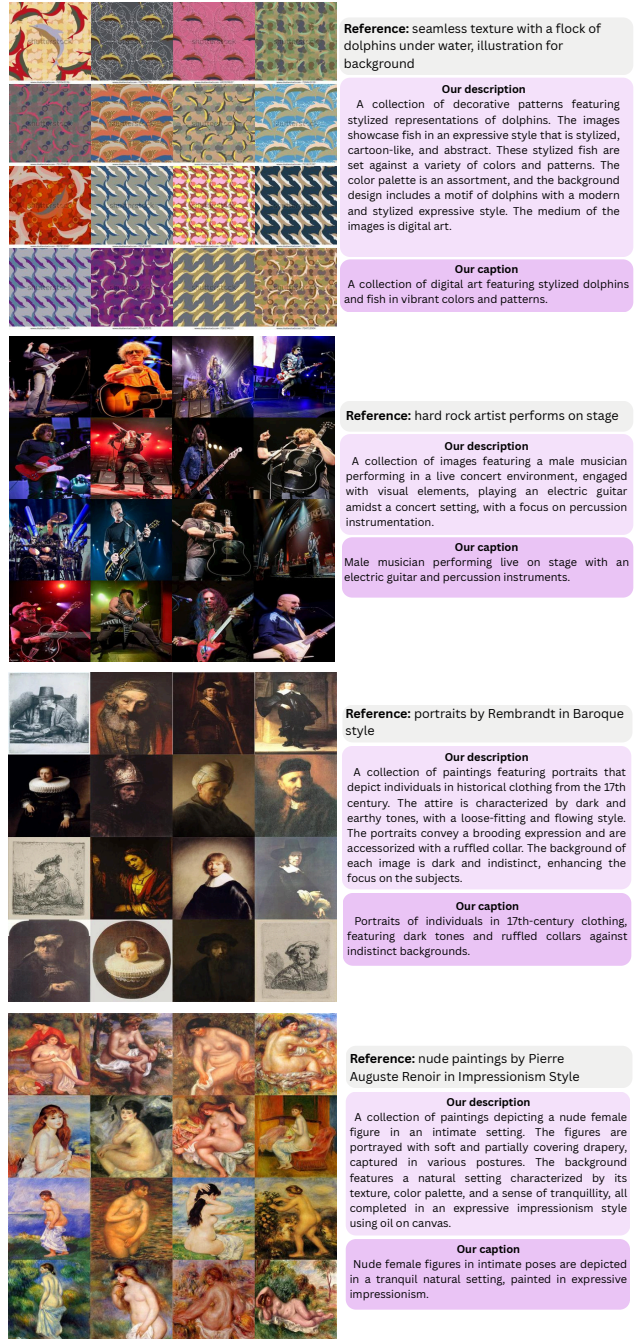 Reference: seamless texture with a flock of
dolphins under water, illustration for
background
Our description
A collection of decorative patterns featuring
stylized representations of dolphins. The images
showcase fish in an expressive style that is stylized,
cartoon-like, and abstract. These stylized fish are
set against a variety of colors and patterns. The
color palette is an assortment, and the background
design includes a motif of dolphins with a modern
and stylized expressive style. The medium of the
images is digital art.
Our caption
A collection of digital art featuring stylized dolphins
and fish in vibrant colors and patterns.
Reference: hard rock artist performs on stage
Our description
A collection of images featuring a male musician
performing in a live concert environment, engaged
with visual elements, playing an electric guitar
amidst a concert setting, with a focus on percussion
instrumentation.
Our caption
Male musician performing live on stage with an
electric guitar and percussion instruments.
Reference: portraits by Rembrandt in Baroque
style
Our description
A collection of paintings featuring portraits that
depict individuals in historical clothing from the 17th
century. The attire is characterized by dark and
earthy tones, with a loose-fitting and flowing style.
The portraits convey a brooding expression and are
accessorized with a ruffled collar. The background of
each image is dark and indistinct, enhancing the
focus on the subjects.
Our caption
Portraits of individuals in 17th-century clothing,
featuring dark tones and ruffled collars against
indistinct backgrounds.
Reference: nude paintings by Pierre
Auguste Renoir in Impressionism Style
Our description
A collection of paintings depicting a nude female
figure in an intimate setting. The figures are
portrayed with soft and partially covering drapery,
captured in various postures. The background
features a natural setting characterized by its
texture, color palette, and a sense of tranquillity, all
completed in an expressive impressionism style
using oil on canvas.
Our caption
Nude female figures in intimate poses are depicted
in a tranquil natural setting, painted in expressive
impressionism.